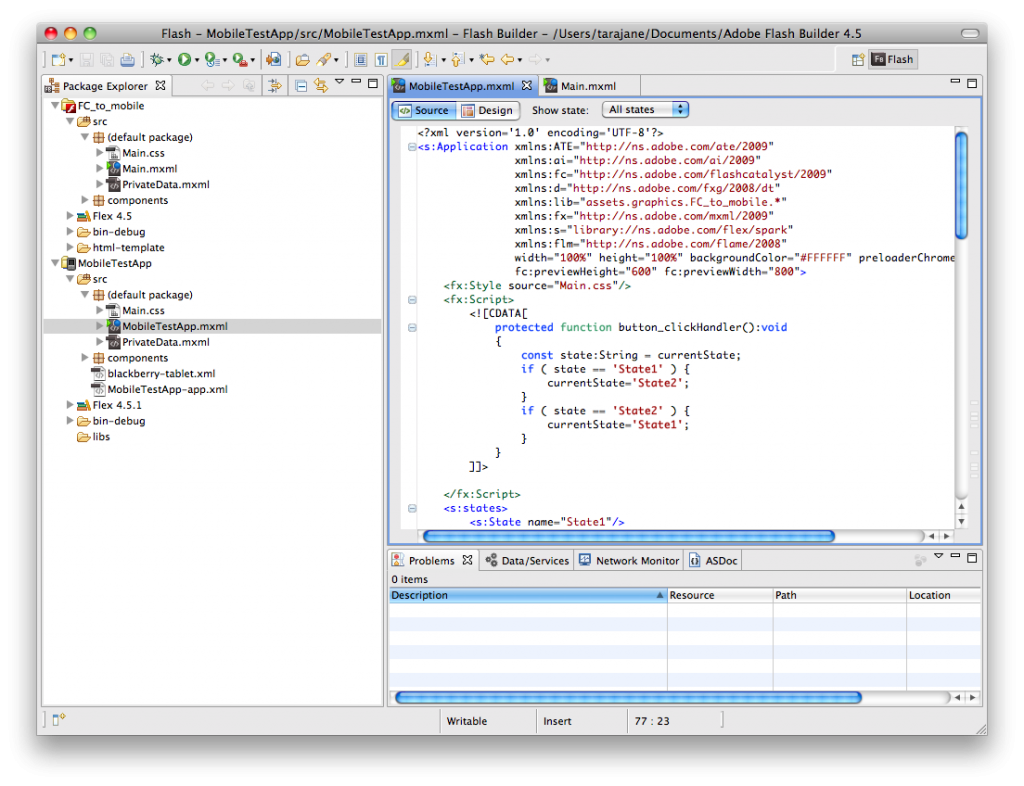 Flash – MobileTestApp/src/MobileTestApp.mxml – Flash Builder – /Users/tarajane/Documents/Adobe Flash Builder 4.5
Fb Flash
Package Explorer
FC_to_mobile
src
(default package)
Main.css
Main.mxml
PrivateData.mxml
components
Flex 4.5
bin-debug
html-template
MobileTestApp
src
(default package)
Main.css
MobileTestApp.mxml
PrivateData.mxml
components
blackberry-tablet.xml
MobileTestApp-app.xml
Flex 4.5.1
bin-debug
libs
MobileTestApp.mxml Main.mxml
Source Design Show state: All states
<?xml version='1.0' encoding='UTF-8'?>
<s:Application xmlns:ATE="http://ns.adobe.com/ate/2009"
xmlns:ai="http://ns.adobe.com/ai/2009"
xmlns:fc="http://ns.adobe.com/flashcatalyst/2009"
xmlns:d="http://ns.adobe.com/fxg/2008/dt"
xmlns:lib="assets.graphics.FC_to_mobile.*"
xmlns:fx="http://ns.adobe.com/mxml/2009"
xmlns:s="library://ns.adobe.com/flex/spark"
xmlns:flm="http://ns.adobe.com/flame/2008"
width="100%" height="100%" backgroundColor="#FFFFFF" preloaderChrome
fc:previewHeight="600" fc:previewWidth="800">
<fx:Style source="Main.css"/>
<fx:Script>
<![CDATA[
protected function button_clickHandler():void
{
const state:String = currentState;
if ( state == 'State1' ) {
currentState='State2';
}
if ( state == 'State2' ) {
currentState='State1';
}
}
]]>
</fx:Script>
<s:states>
<s:State name="State1"/>
Problems Data/Services Network Monitor ASDoc
0 items
Description Resource Path Location
Writable Insert 77 : 23